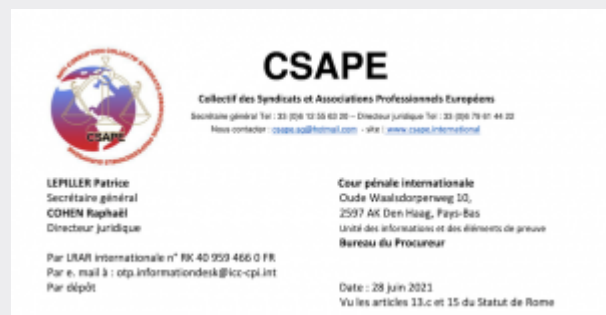 CSAPE
Collectif des Syndicats et Associations Professionnels Européens
Secrétaire général Tel : 33 (0)6 12 55 63 20 – Directeur juridique Tel : 33 (0)6 79 61 44 22
Nous contacter : csape.sg@hotmail.com - site : www.csape.international
CSAPE
LEPILLER Patrice
Secrétaire général
COHEN Raphaël
Directeur juridique
Par LRAR internationale n° RK 40 959 466 0 FR
Par e. mail à : otp.informationdesk@icc-cpi.int
Par dépôt
Cour pénale internationale
Oude Waalsdorperweg 10,
2597 AK Den Haag, Pays-Bas
Unité des informations et des éléments de preuve
Bureau du Procureur
Date : 28 juin 2021
Vu les articles 13.c et 15 du Statut de Rome